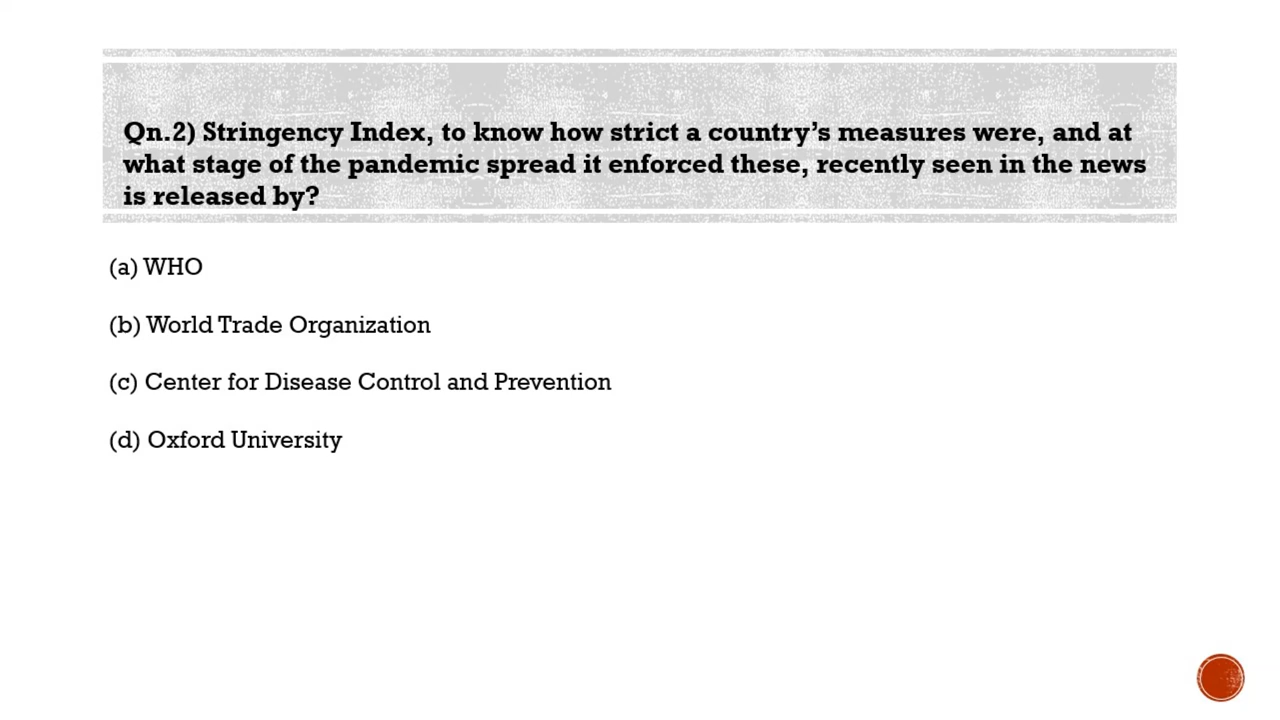 Qn.2) Stringency Index, to know how strict a country’s measures were, and at
what stage of the pandemic spread it enforced these, recently seen in the news
is released by?
(a) WHO
(b) World Trade Organization
(c) Center for Disease Control and Prevention
(d) Oxford University